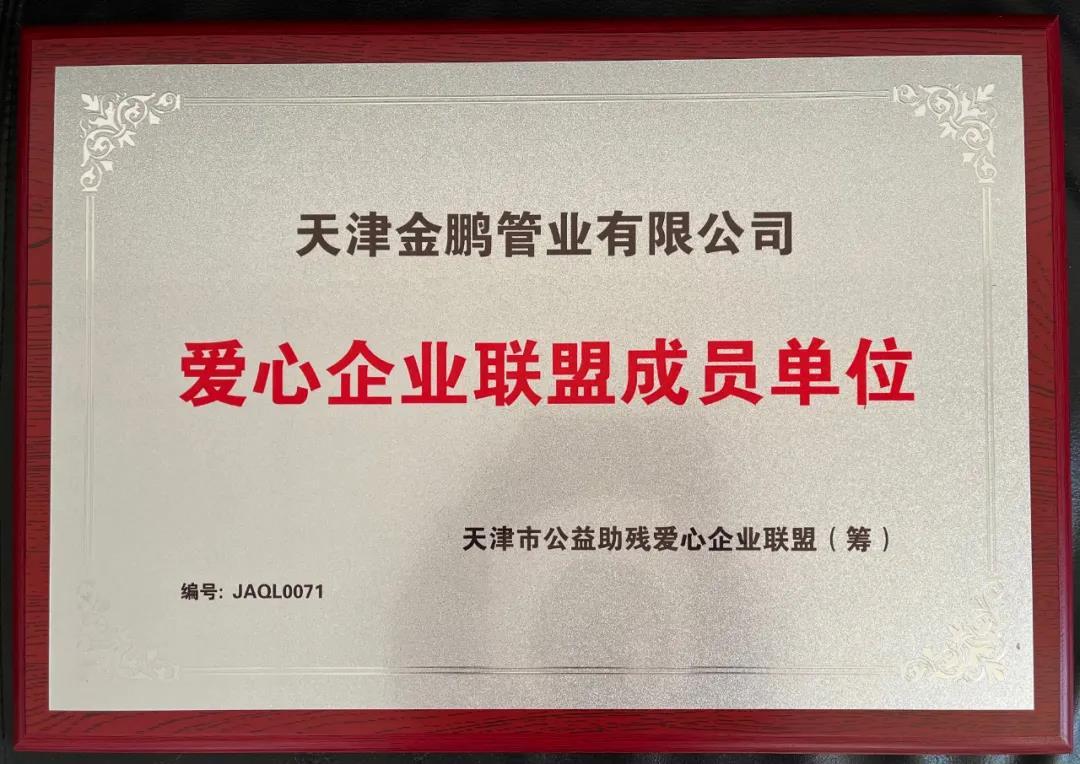 天津金鹏管业有限公司
爱心企业联盟成员单位
天津市公益助残爱心企业联盟（筹）
编号: JAQL0071